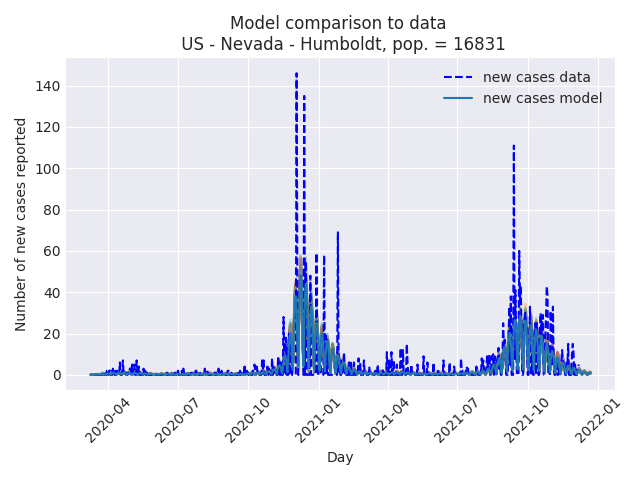 Model comparison to data
US - Nevada - Humboldt, pop. = 16831
new cases data
new cases model
Number of new cases reported
140
120
100
80
60
40
20
0
2020-04
2020-07
2020-10
2021-01
2021-04
2021-07
2021-10
2022-01
Day